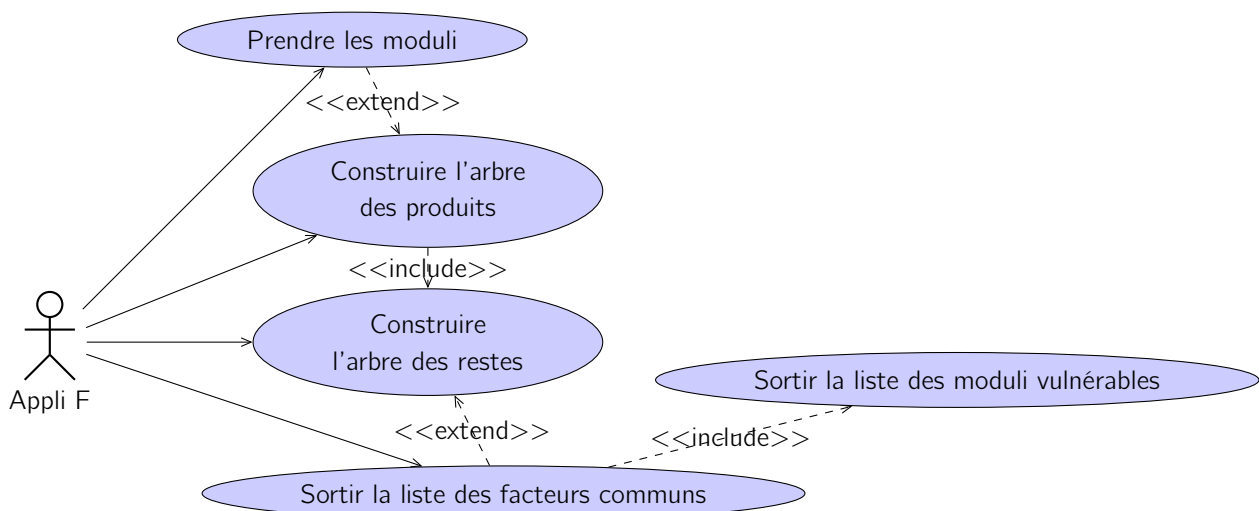 Prendre les moduli
<<extend>>
Construire l'arbre
des produits
<<include>>
Construire
l'arbre des restes
Appli F
Sortir la liste des moduli vulnérables
<<extend>>
<<include>>
Sortir la liste des facteurs communs